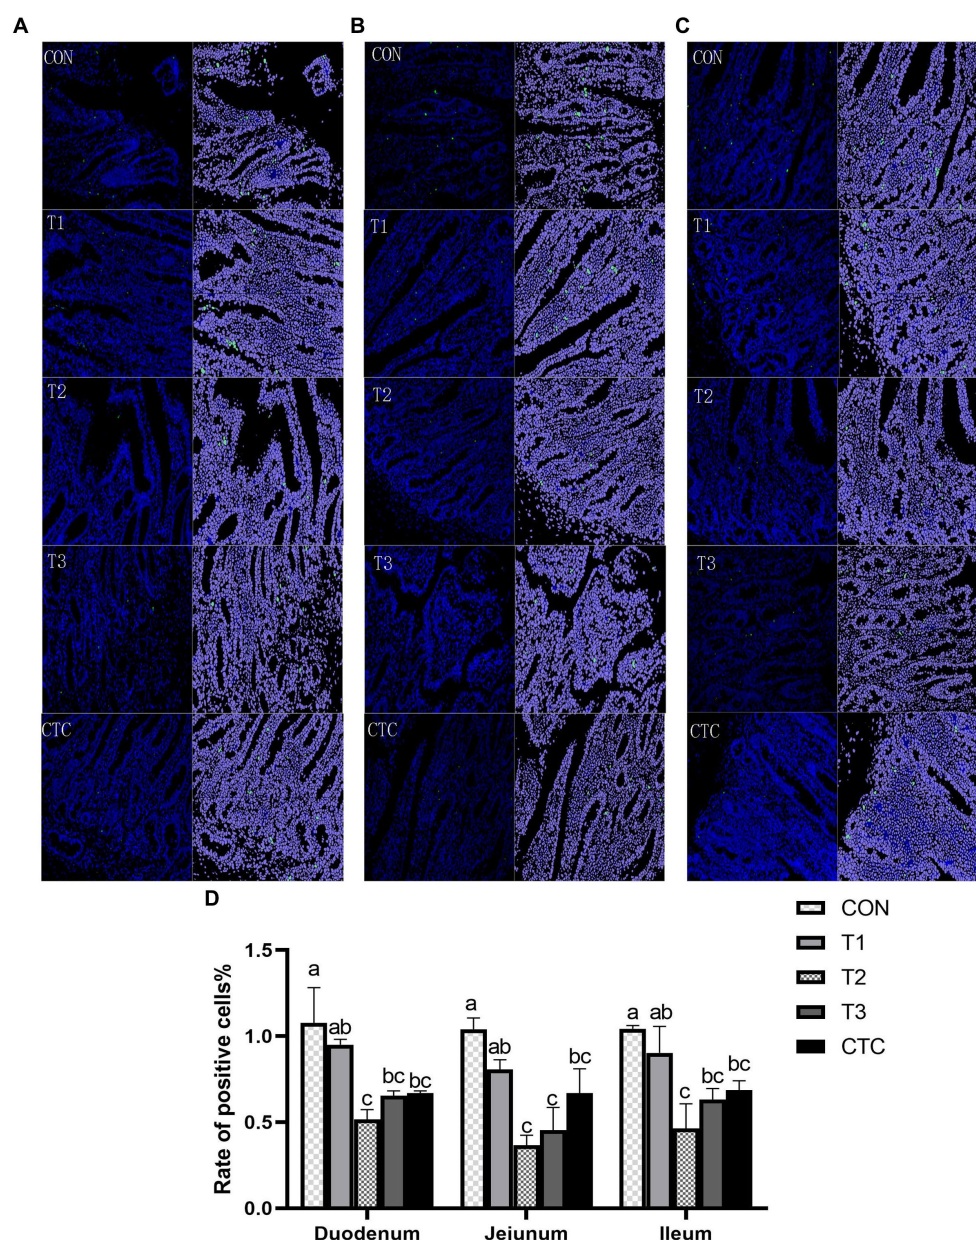 A
B
C
CON
CON
CON
T1
T1
T1
T2
T2
T2
T3
T3
T3
CTC
CTC
CTC
D
CON
T1
T2
T3
CTC
Rate of positive cells%
1.5
1.0
0.5
0.0
a
ab
c
bc
bc
a
ab
c
c
bc
a
ab
c
bc
bc
Duodenum
Jejunum
Ileum